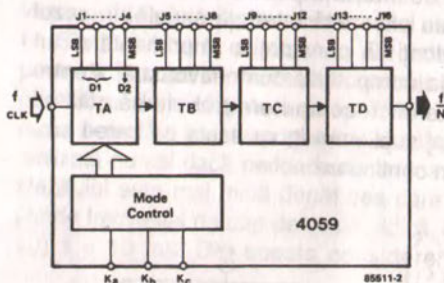 J1 J4 J5 J8 J9 J12 J13 J16
LSB MSB LSB MSB LSB MSB LSB MSB
D1 D2
f
CLK
TA TB TC TD
N
Mode
Control
4059
Ka Kb Kc
85611-2